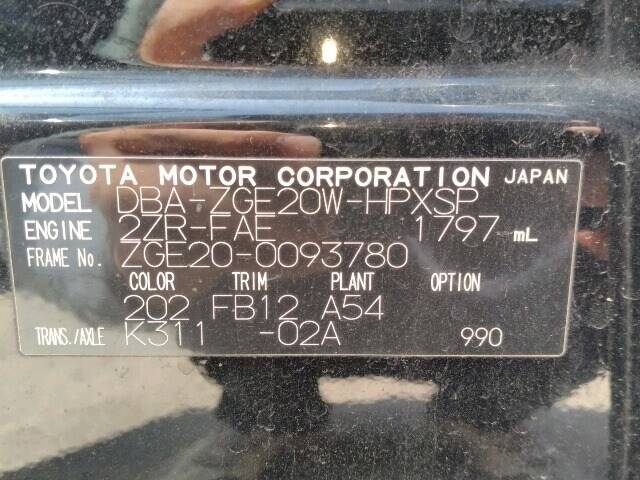 TOYOTA MOTOR CORPORATION JAPAN
MODEL DBA-ZGE20W-HPXSP
ENGINE 2ZR-FAE 1797 mL
FRAME No. ZGE20-0093780
COLOR TRIM PLANT OPTION
202 FB12 A54
TRANS./AXLE K311 -02A 990